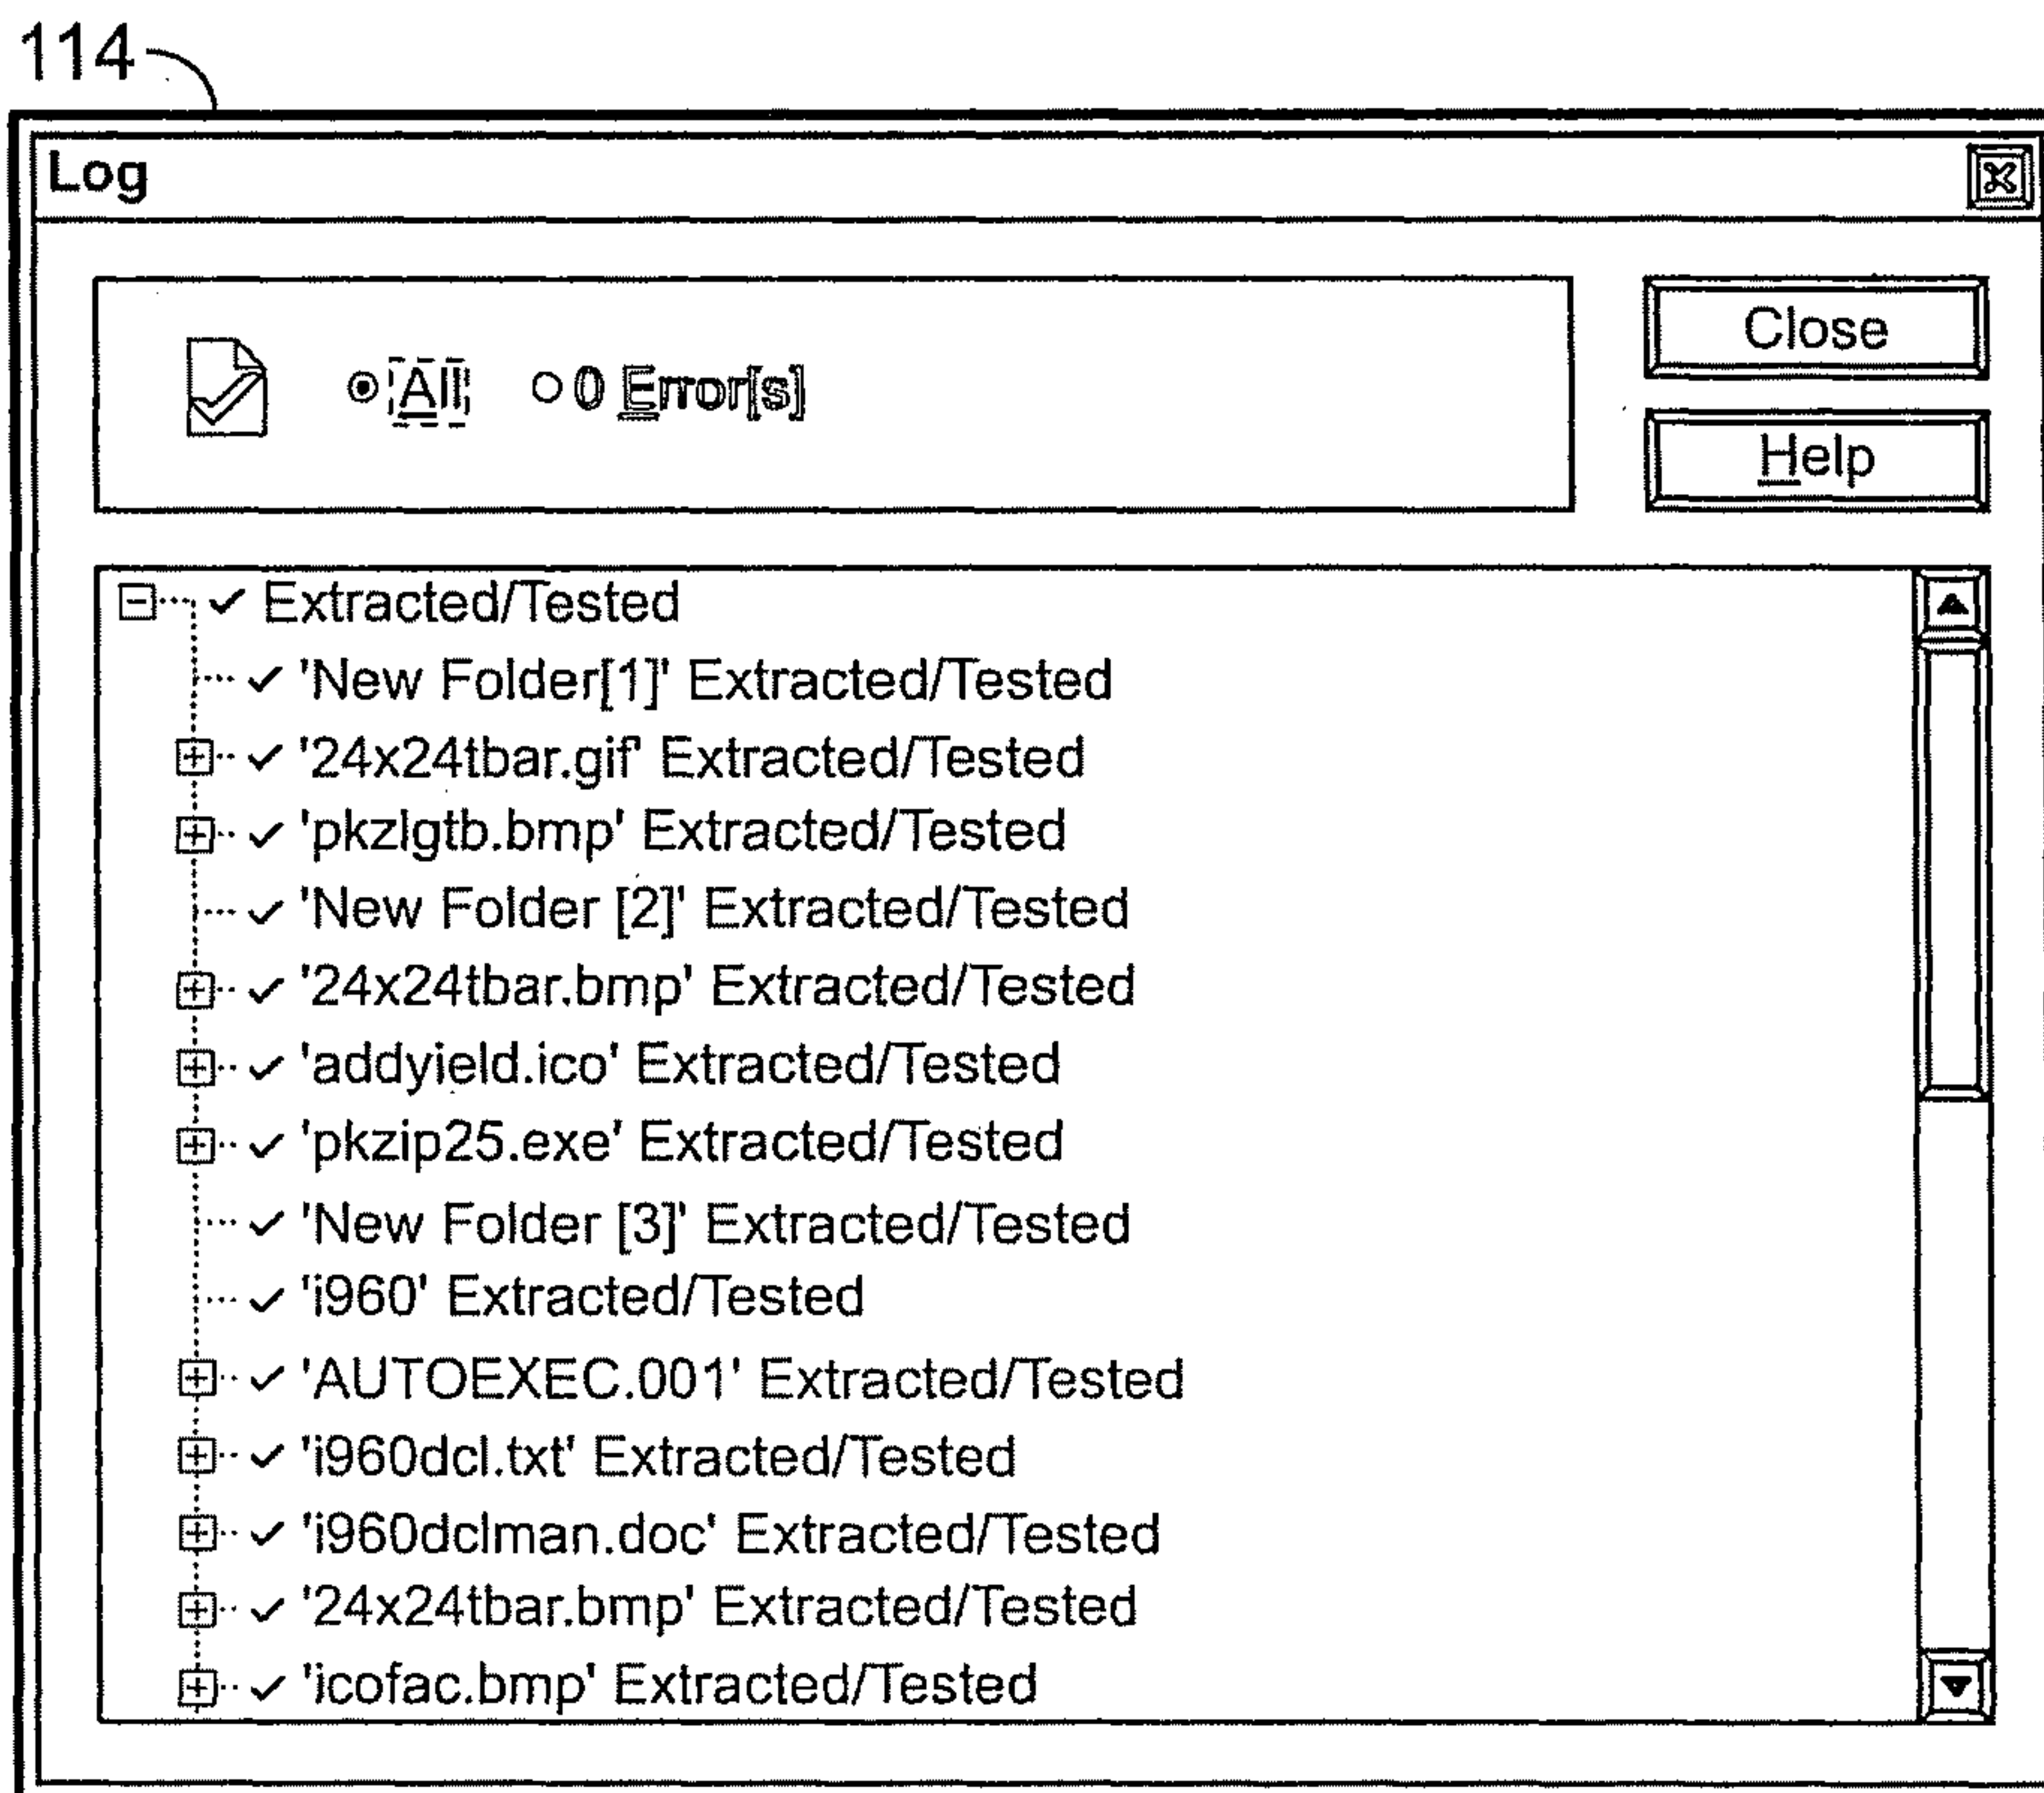 114
Log
All 0 Error[s]
Close
Help
Extracted/Tested
'New Folder[1]' Extracted/Tested
'24x24tbar.gif' Extracted/Tested
'pkzlgtb.bmp' Extracted/Tested
'New Folder [2]' Extracted/Tested
'24x24tbar.bmp' Extracted/Tested
'addyield.ico' Extracted/Tested
'pkzip25.exe' Extracted/Tested
'New Folder [3]' Extracted/Tested
'i960' Extracted/Tested
'AUTOEXEC.001' Extracted/Tested
'i960dcl.txt' Extracted/Tested
'i960dclman.doc' Extracted/Tested
'24x24tbar.bmp' Extracted/Tested
'icofac.bmp' Extracted/Tested